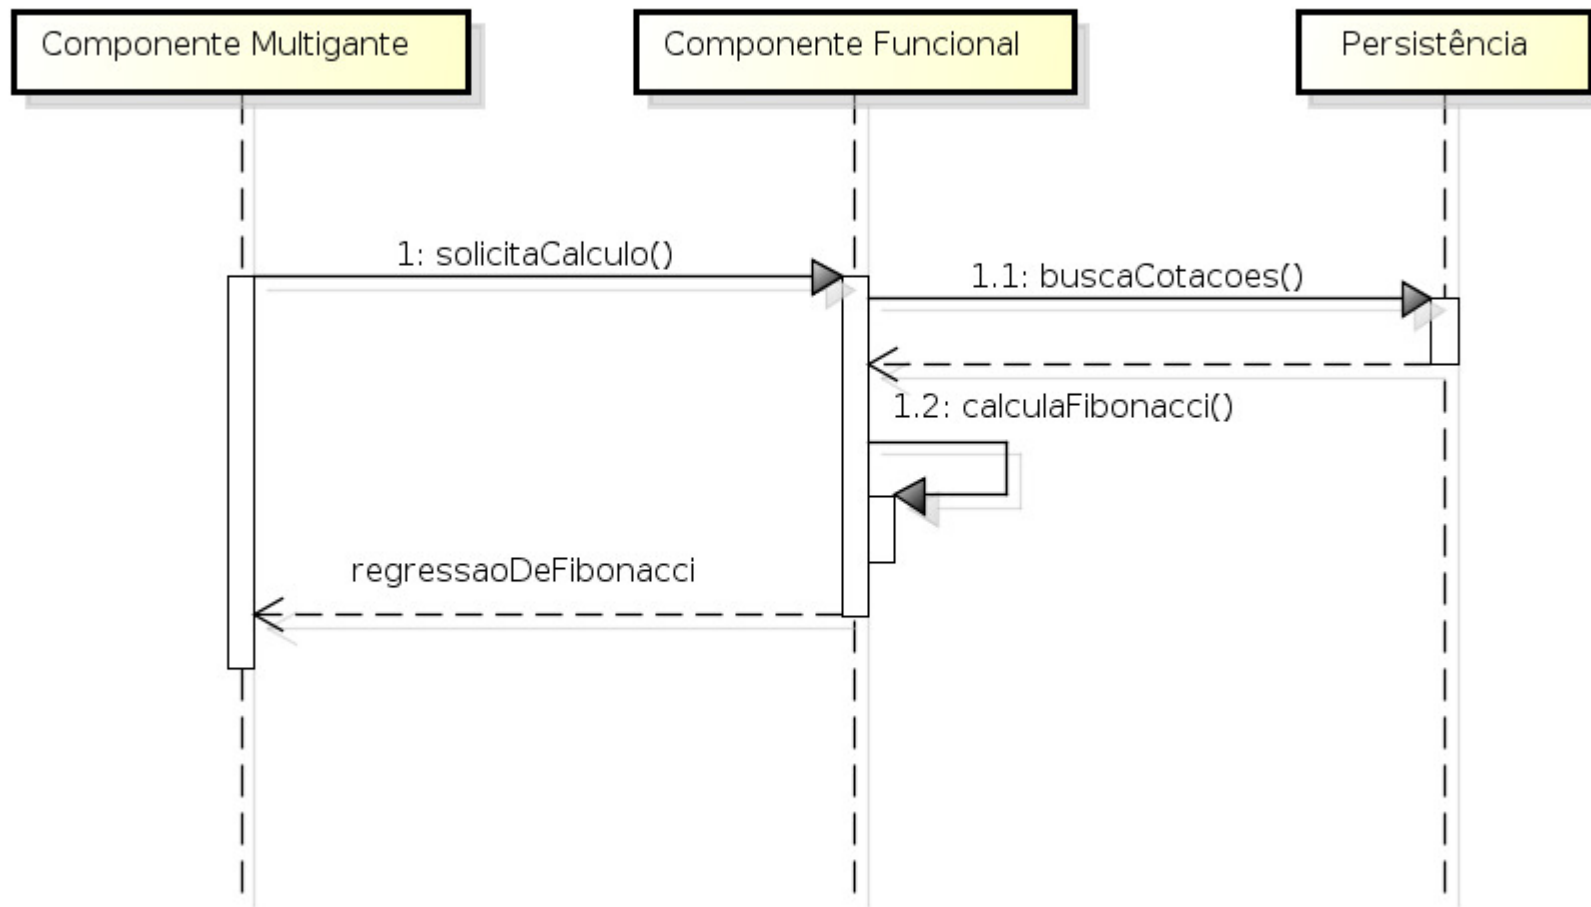 Componente Multigante
Componente Funcional
Persistência
1: solicitaCalculo()
1.1: buscaCotacoes()
1.2: calculaFibonacci()
regressaoDeFibonacci